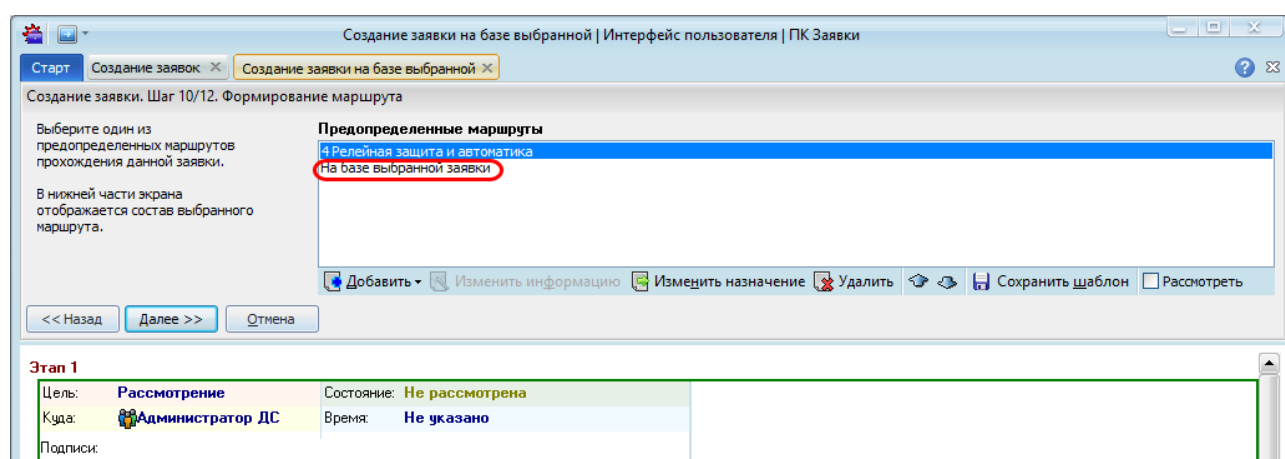 Создание заявки на базе выбранной | Интерфейс пользователя | ПК Заявки
Старт Создание заявок Создание заявки на базе выбранной
Создание заявки. Шаг 10/12. Формирование маршрута
Выберите один из
предопределенных маршрутов
прохождения данной заявки.
В нижней части экрана
отображается состав выбранного
маршрута.
Предопределенные маршруты
4 Релейная защита и автоматика
На базе выбранной заявки
Добавить Изменить информацию Изменить назначение Удалить Сохранить шаблон Рассмотреть
<< Назад Далее >> Отмена
Этап 1
Цель: Рассмотрение Состояние: Не рассмотрена
Куда: Администратор ДС Время: Не указано
Подписи: